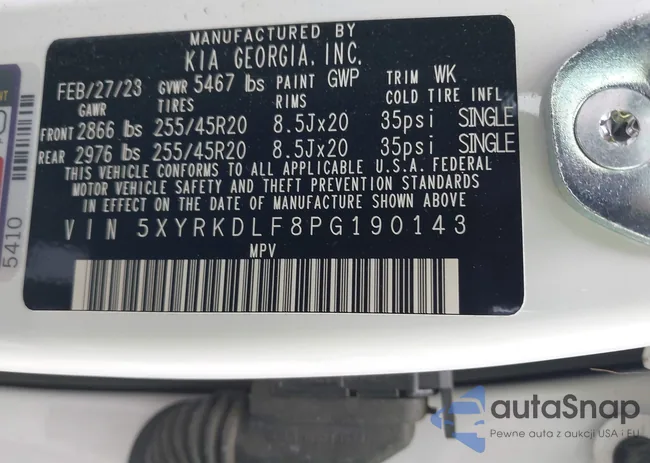 MANUFACTURED BY
KIA GEORGIA, INC.
FEB/27/23 GVWR 5467 lbs PAINT GWP TRIM WK
GAWR TIRES RIMS COLD TIRE INFL
FRONT 2866 lbs 255/45R20 8.5Jx20 35psi SINGLE
REAR 2976 lbs 255/45R20 8.5Jx20 35psi SINGLE
THIS VEHICLE CONFORMS TO ALL APPLICABLE U.S.A. FEDERAL
MOTOR VEHICLE SAFETY AND THEFT PREVENTION STANDARDS
IN EFFECT ON THE DATE OF MANUFACTURE SHOWN ABOVE.
VIN 5XYRKDLF8PG190143
MPV
5410
autoSnap
Pewne auta z aukcji USA i EU